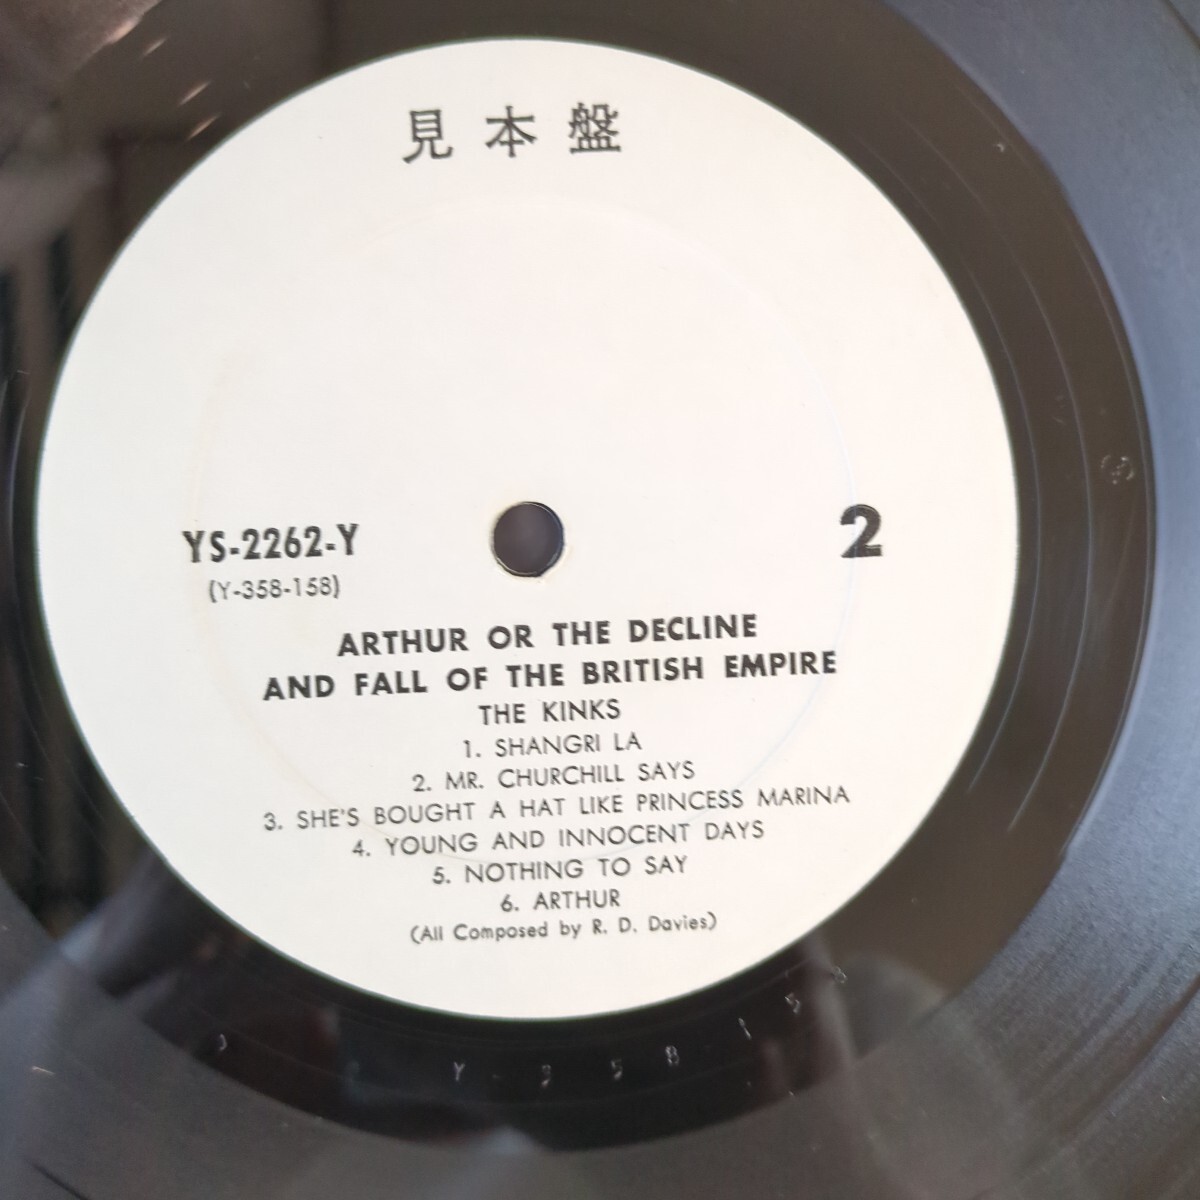 見本盤
YS-2262-Y
2
(Y-358-158)
ARTHUR OR THE DECLINE
AND FALL OF THE BRITISH EMPIRE
THE KINKS
1. SHANGRI LA
2. MR. CHURCHILL SAYS
3. SHE'S BOUGHT A HAT LIKE PRINCESS MARINA
4. YOUNG AND INNOCENT DAYS
5. NOTHING TO SAY
6. ARTHUR
(All Composed by R. D. Davies)
Y-358-158